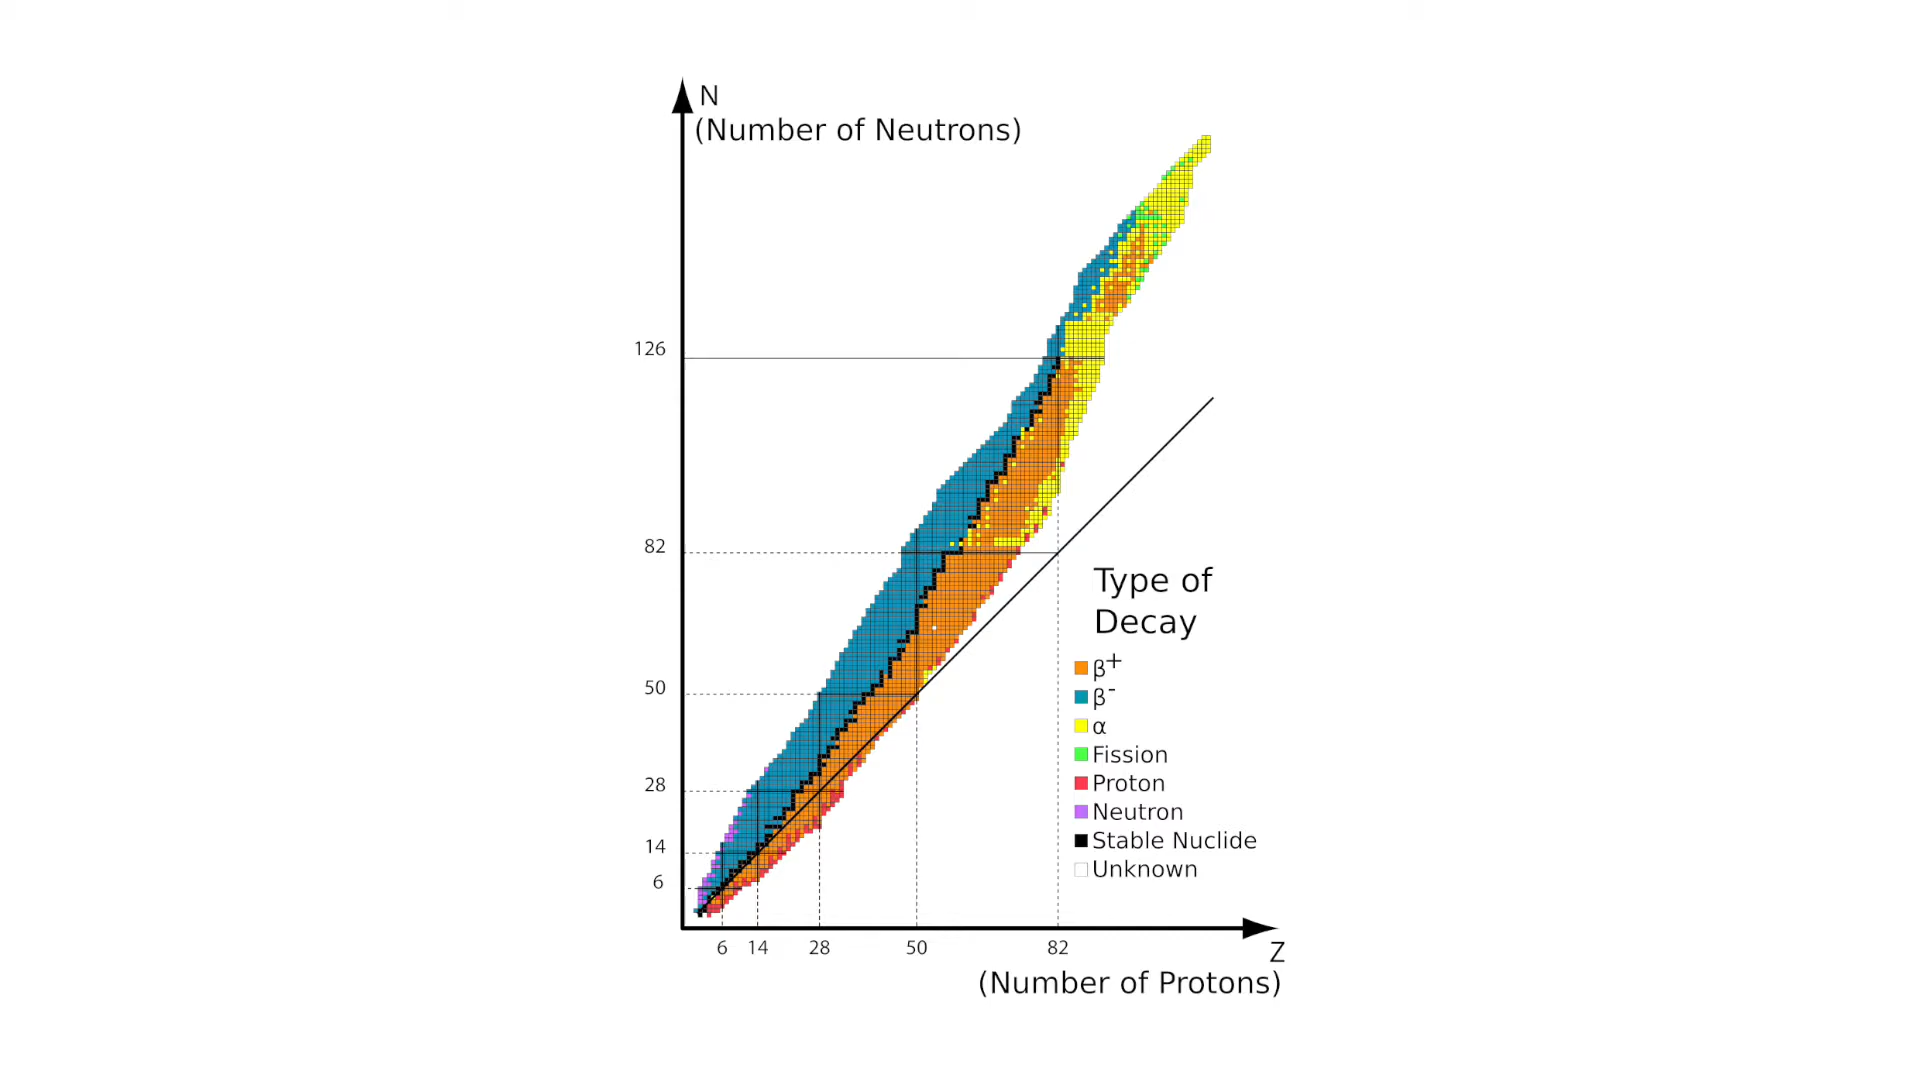 N
(Number of Neutrons)
126
82
50
28
14
6
6 14 28 50 82
Z
(Number of Protons)
Type of
Decay
β+
β-
α
Fission
Proton
Neutron
Stable Nuclide
Unknown